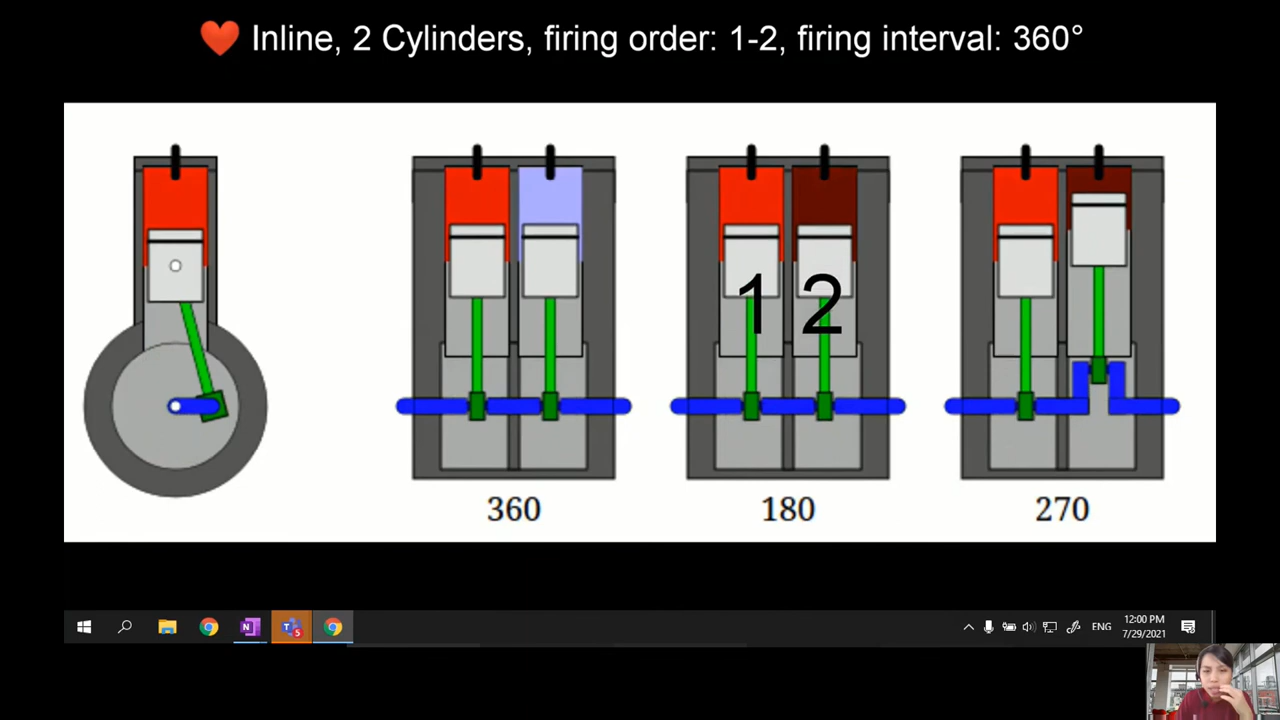 ❤️ Inline, 2 Cylinders, firing order: 1-2, firing interval: 360°
1 2
360 180 270
N T 5
ENG
12:00 PM
7/29/2021